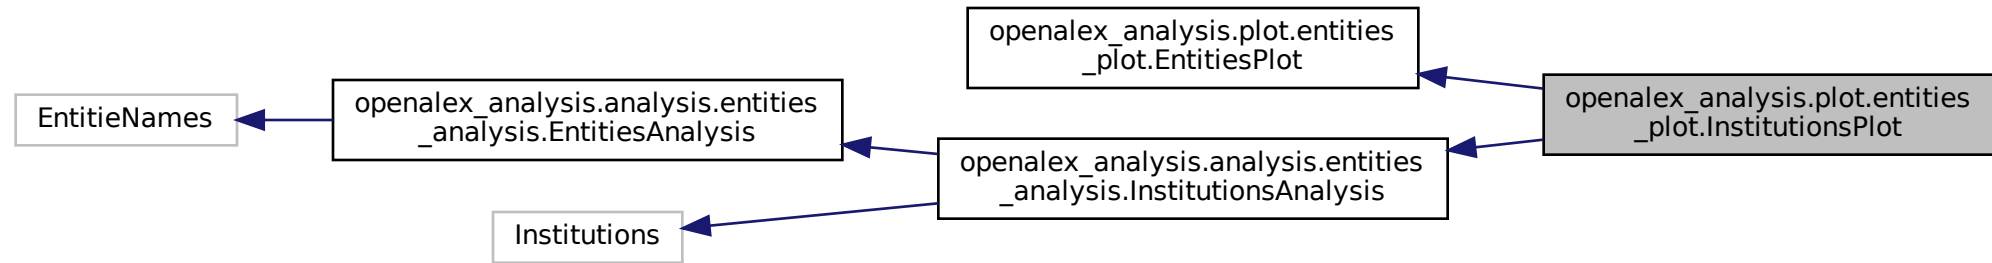 EntitieNames
openalex_analysis.analysis.entities
_analysis.EntitiesAnalysis
Institutions
openalex_analysis.plot.entities
_plot.EntitiesPlot
openalex_analysis.analysis.entities
_analysis.InstitutionsAnalysis
openalex_analysis.plot.entities
_plot.InstitutionsPlot